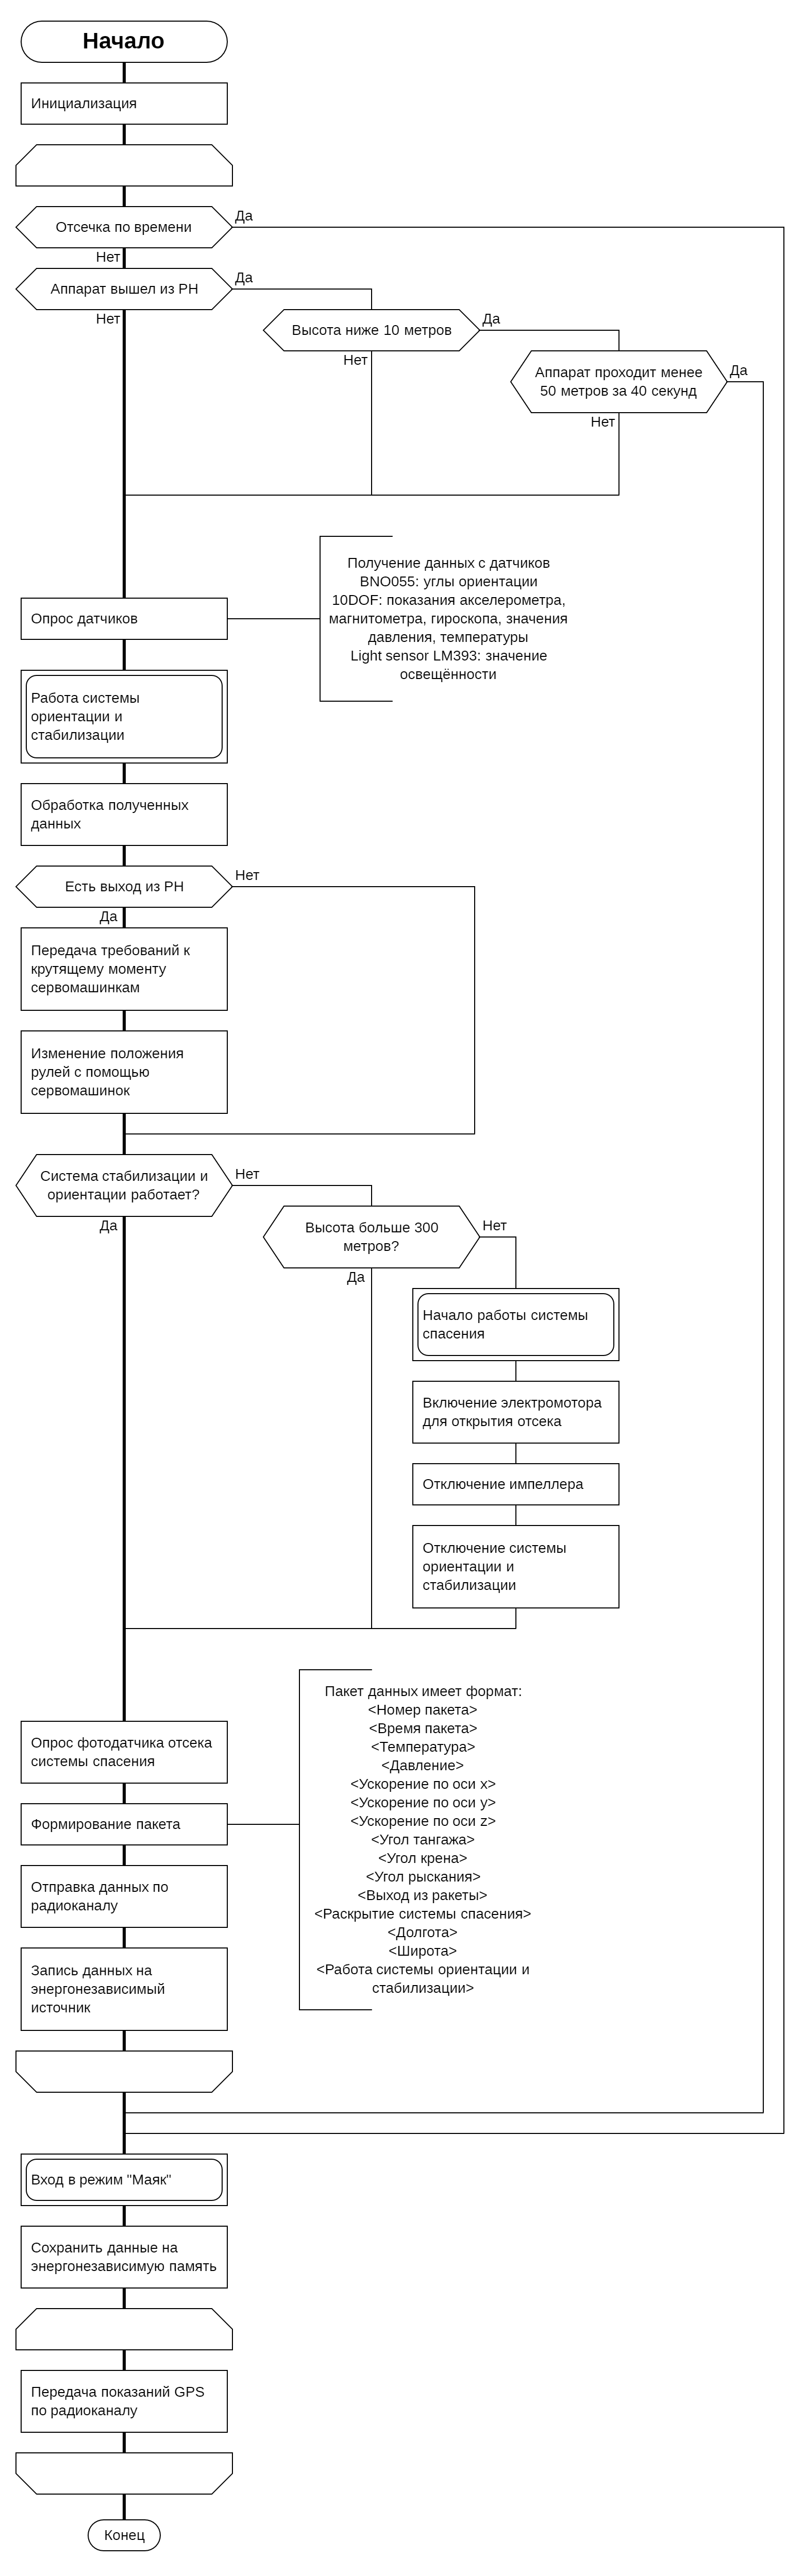 Начало
Инициализация
Отсечка по времени
Да
Нет
Аппарат вышел из РН
Да
Нет
Высота ниже 10 метров
Да
Нет
Аппарат проходит менее
50 метров за 40 секунд
Да
Нет
Опрос датчиков
Получение данных с датчиков
BNO055: углы ориентации
10DOF: показания акселерометра,
магнитометра, гироскопа, значения
давления, температуры
Light sensor LM393: значение
освещённости
Работа системы
ориентации и
стабилизации
Обработка полученных
данных
Есть выход из РН
Нет
Да
Передача требований к
крутящему моменту
сервомашинкам
Изменение положения
рулей с помощью
сервомашинок
Система стабилизации и
ориентации работает?
Нет
Да
Высота больше 300
метров?
Нет
Да
Начало работы системы
спасения
Включение электромотора
для открытия отсека
Отключение импеллера
Отключение системы
ориентации и
стабилизации
Опрос фотодатчика отсека
системы спасения
Формирование пакета
Пакет данных имеет формат:
<Номер пакета>
<Время пакета>
<Температура>
<Давление>
<Ускорение по оси x>
<Ускорение по оси y>
<Ускорение по оси z>
<Угол тангажа>
<Угол крена>
<Угол рыскания>
<Выход из ракеты>
<Раскрытие системы спасения>
<Долгота>
<Широта>
<Работа системы ориентации и
стабилизации>
Отправка данных по
радиоканалу
Запись данных на
энергонезависимый
источник
Вход в режим "Маяк"
Сохранить данные на
энергонезависимую память
Передача показаний GPS
по радиоканалу
Конец